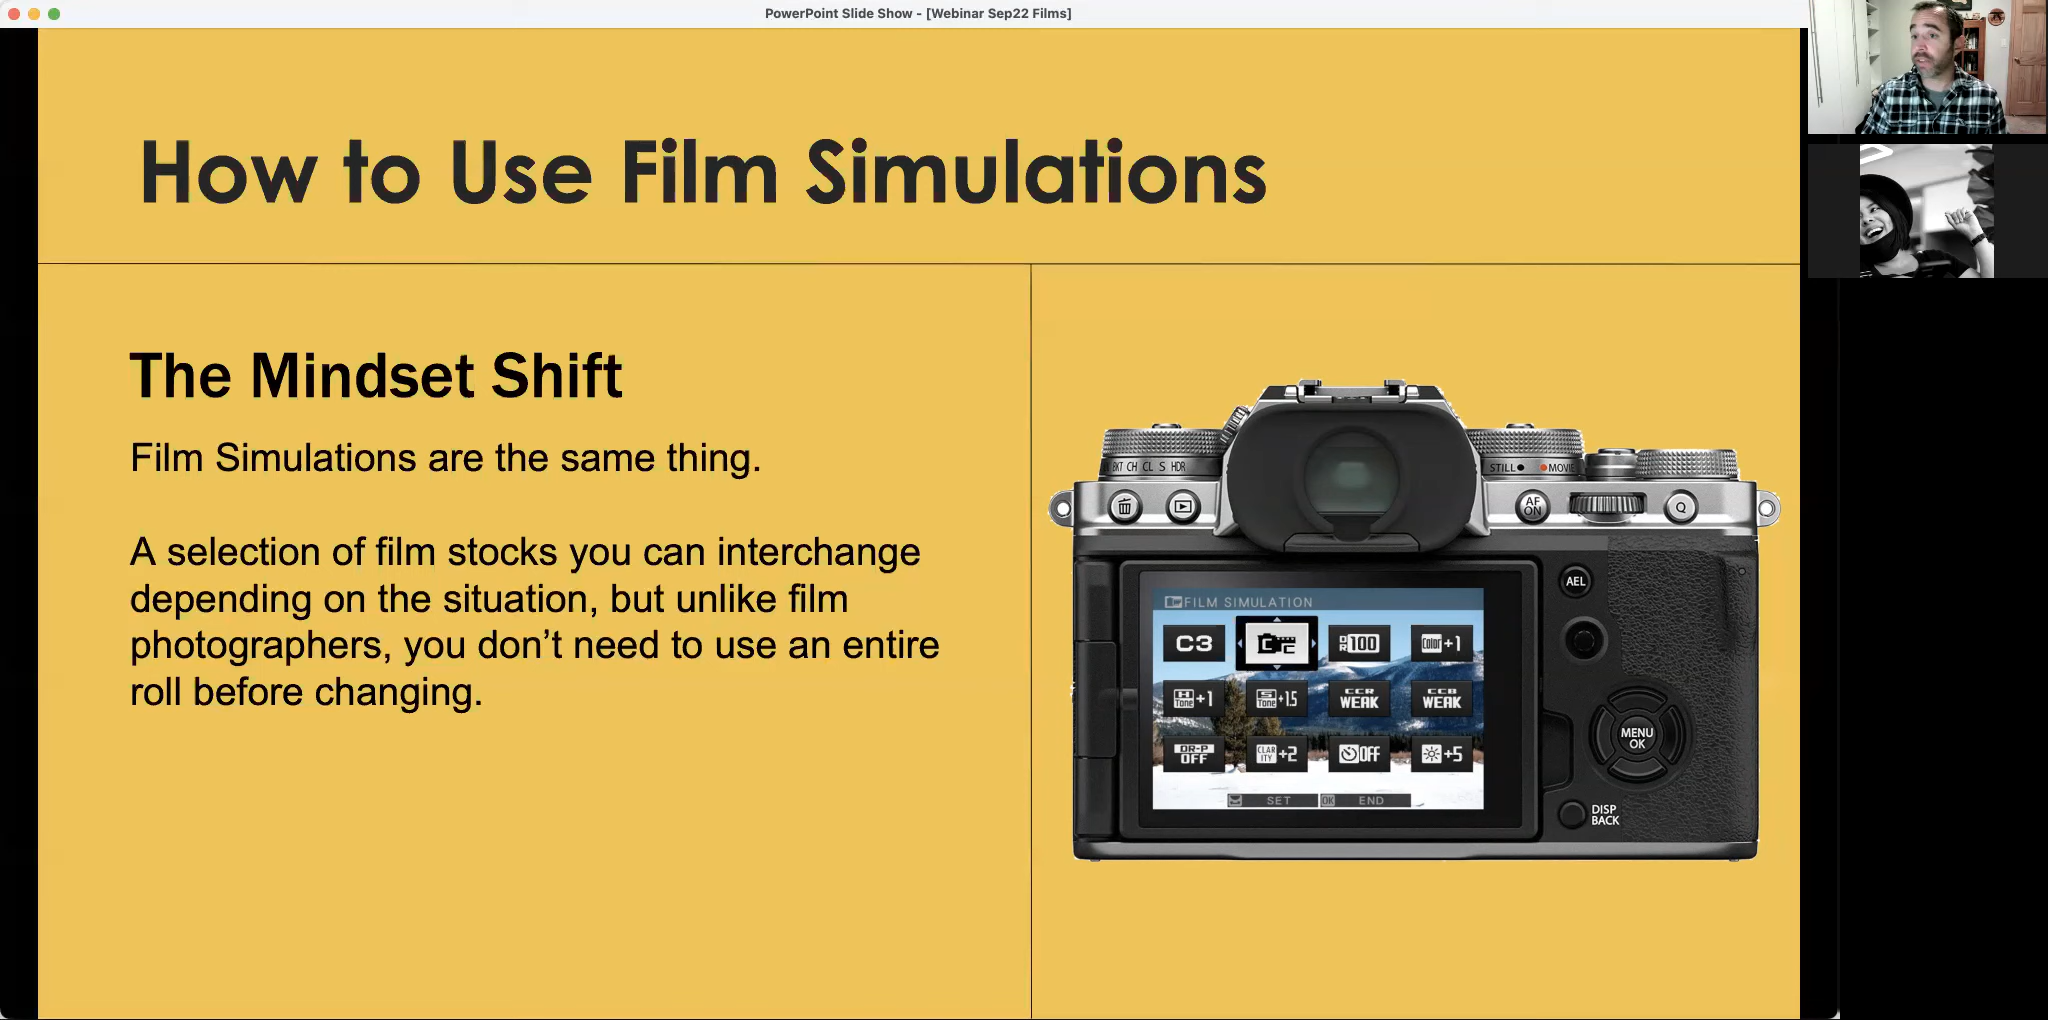 PowerPoint Slide Show - [Webinar Sep22 Films]
How to Use Film Simulations
The Mindset Shift
Film Simulations are the same thing.
A selection of film stocks you can interchange
depending on the situation, but unlike film
photographers, you don’t need to use an entire
roll before changing.
BKT CH CL S HDR
STILL MOVIE
AF
ON
Q
AEL
FILM SIMULATION
C3
DR 100
Color +1
H Tone +1
S Tone +1.5
CCR WEAK
CCB WEAK
DR-P OFF
CLARITY +2
OFF
+5
SET
OK END
MENU
OK
DISP
BACK